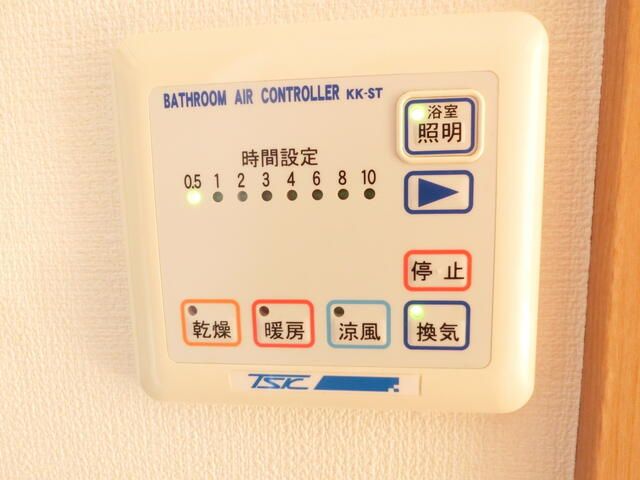 BATHROOM AIR CONTROLLER KK-ST
浴室
照明
時間設定
0.5 1 2 3 4 6 8 10
停止
乾燥 暖房 涼風 換気
TSK